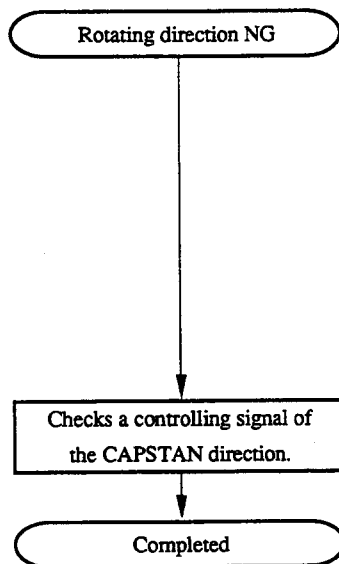 Rotating direction NG
Checks a controlling signal of
the CAPSTAN direction.
Completed